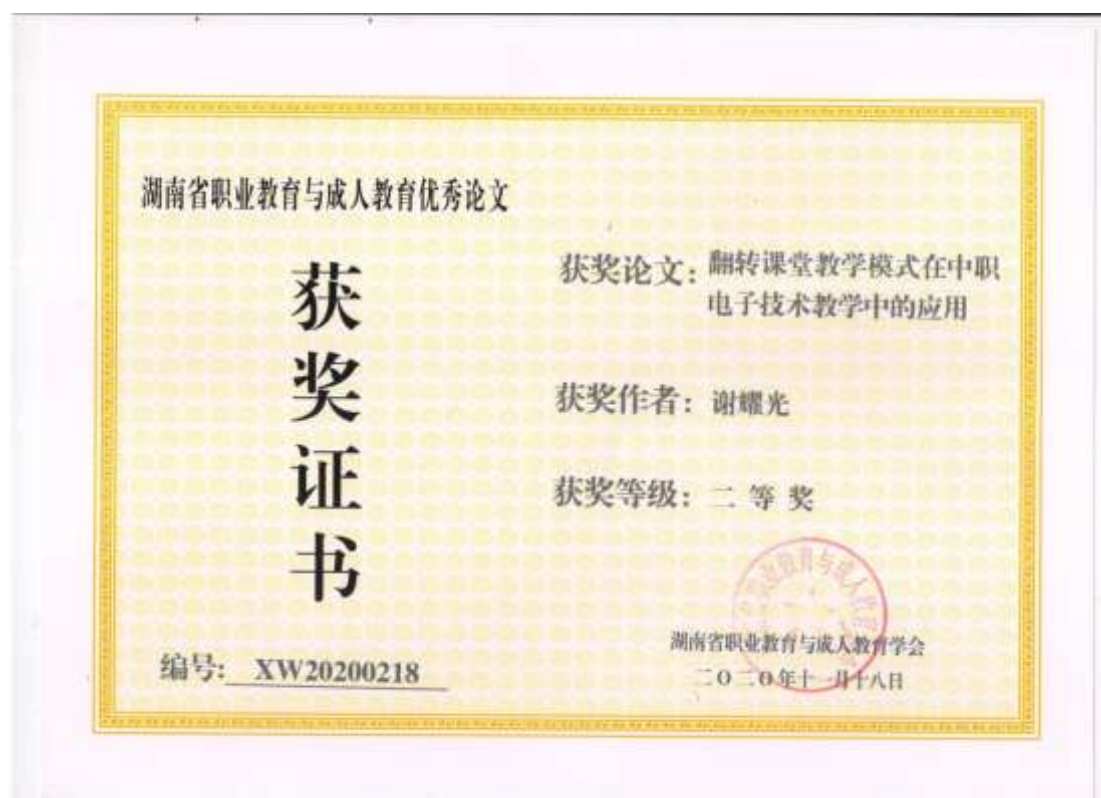 湖南省职业教育与成人教育优秀论文
获奖证书
编号: XW20200218
获奖论文: 翻转课堂教学模式在中职
电子技术教学中的应用
获奖作者: 谢耀光
获奖等级: 二等奖
湖南省职业教育与成人教育学会
二〇二〇年十一月十八日